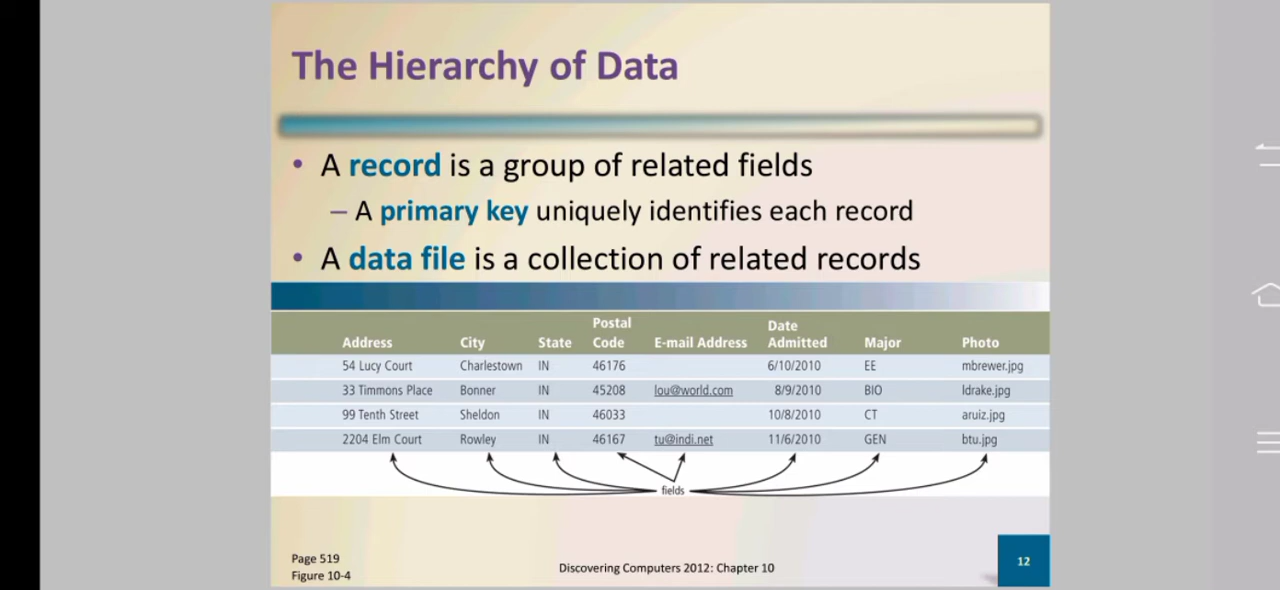 The Hierarchy of Data
• A record is a group of related fields
– A primary key uniquely identifies each record
• A data file is a collection of related records
Address City State Postal Code E-mail Address Date Admitted Major Photo
54 Lucy Court Charlestown IN 46176 6/10/2010 EE mbrewer.jpg
33 Timmons Place Bonner IN 45208 lou@world.com 8/9/2010 BIO ldrake.jpg
99 Tenth Street Sheldon IN 46033 10/8/2010 CT aruiz.jpg
2204 Elm Court Rowley IN 46167 tu@indi.net 11/6/2010 GEN btu.jpg
fields
Page 519
Figure 10-4
Discovering Computers 2012: Chapter 10
12